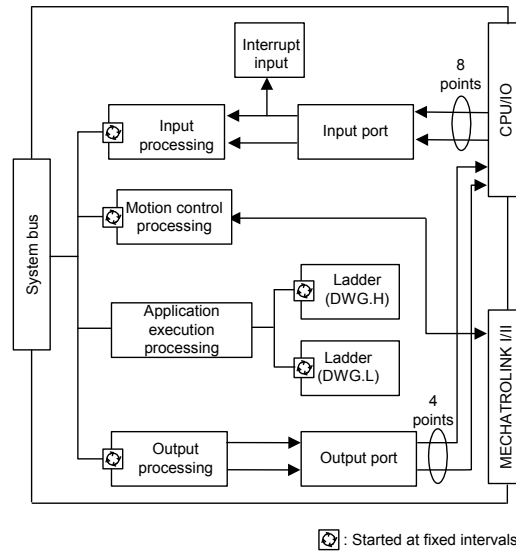 Interrupt
input
8
points
CPU/IO
Input
processing
Input port
System bus
Motion control
processing
Ladder
(DWG.H)
Application
execution
processing
Ladder
(DWG.L)
MECHATROLINK I/II
4
points
Output
processing
Output port
: Started at fixed intervals